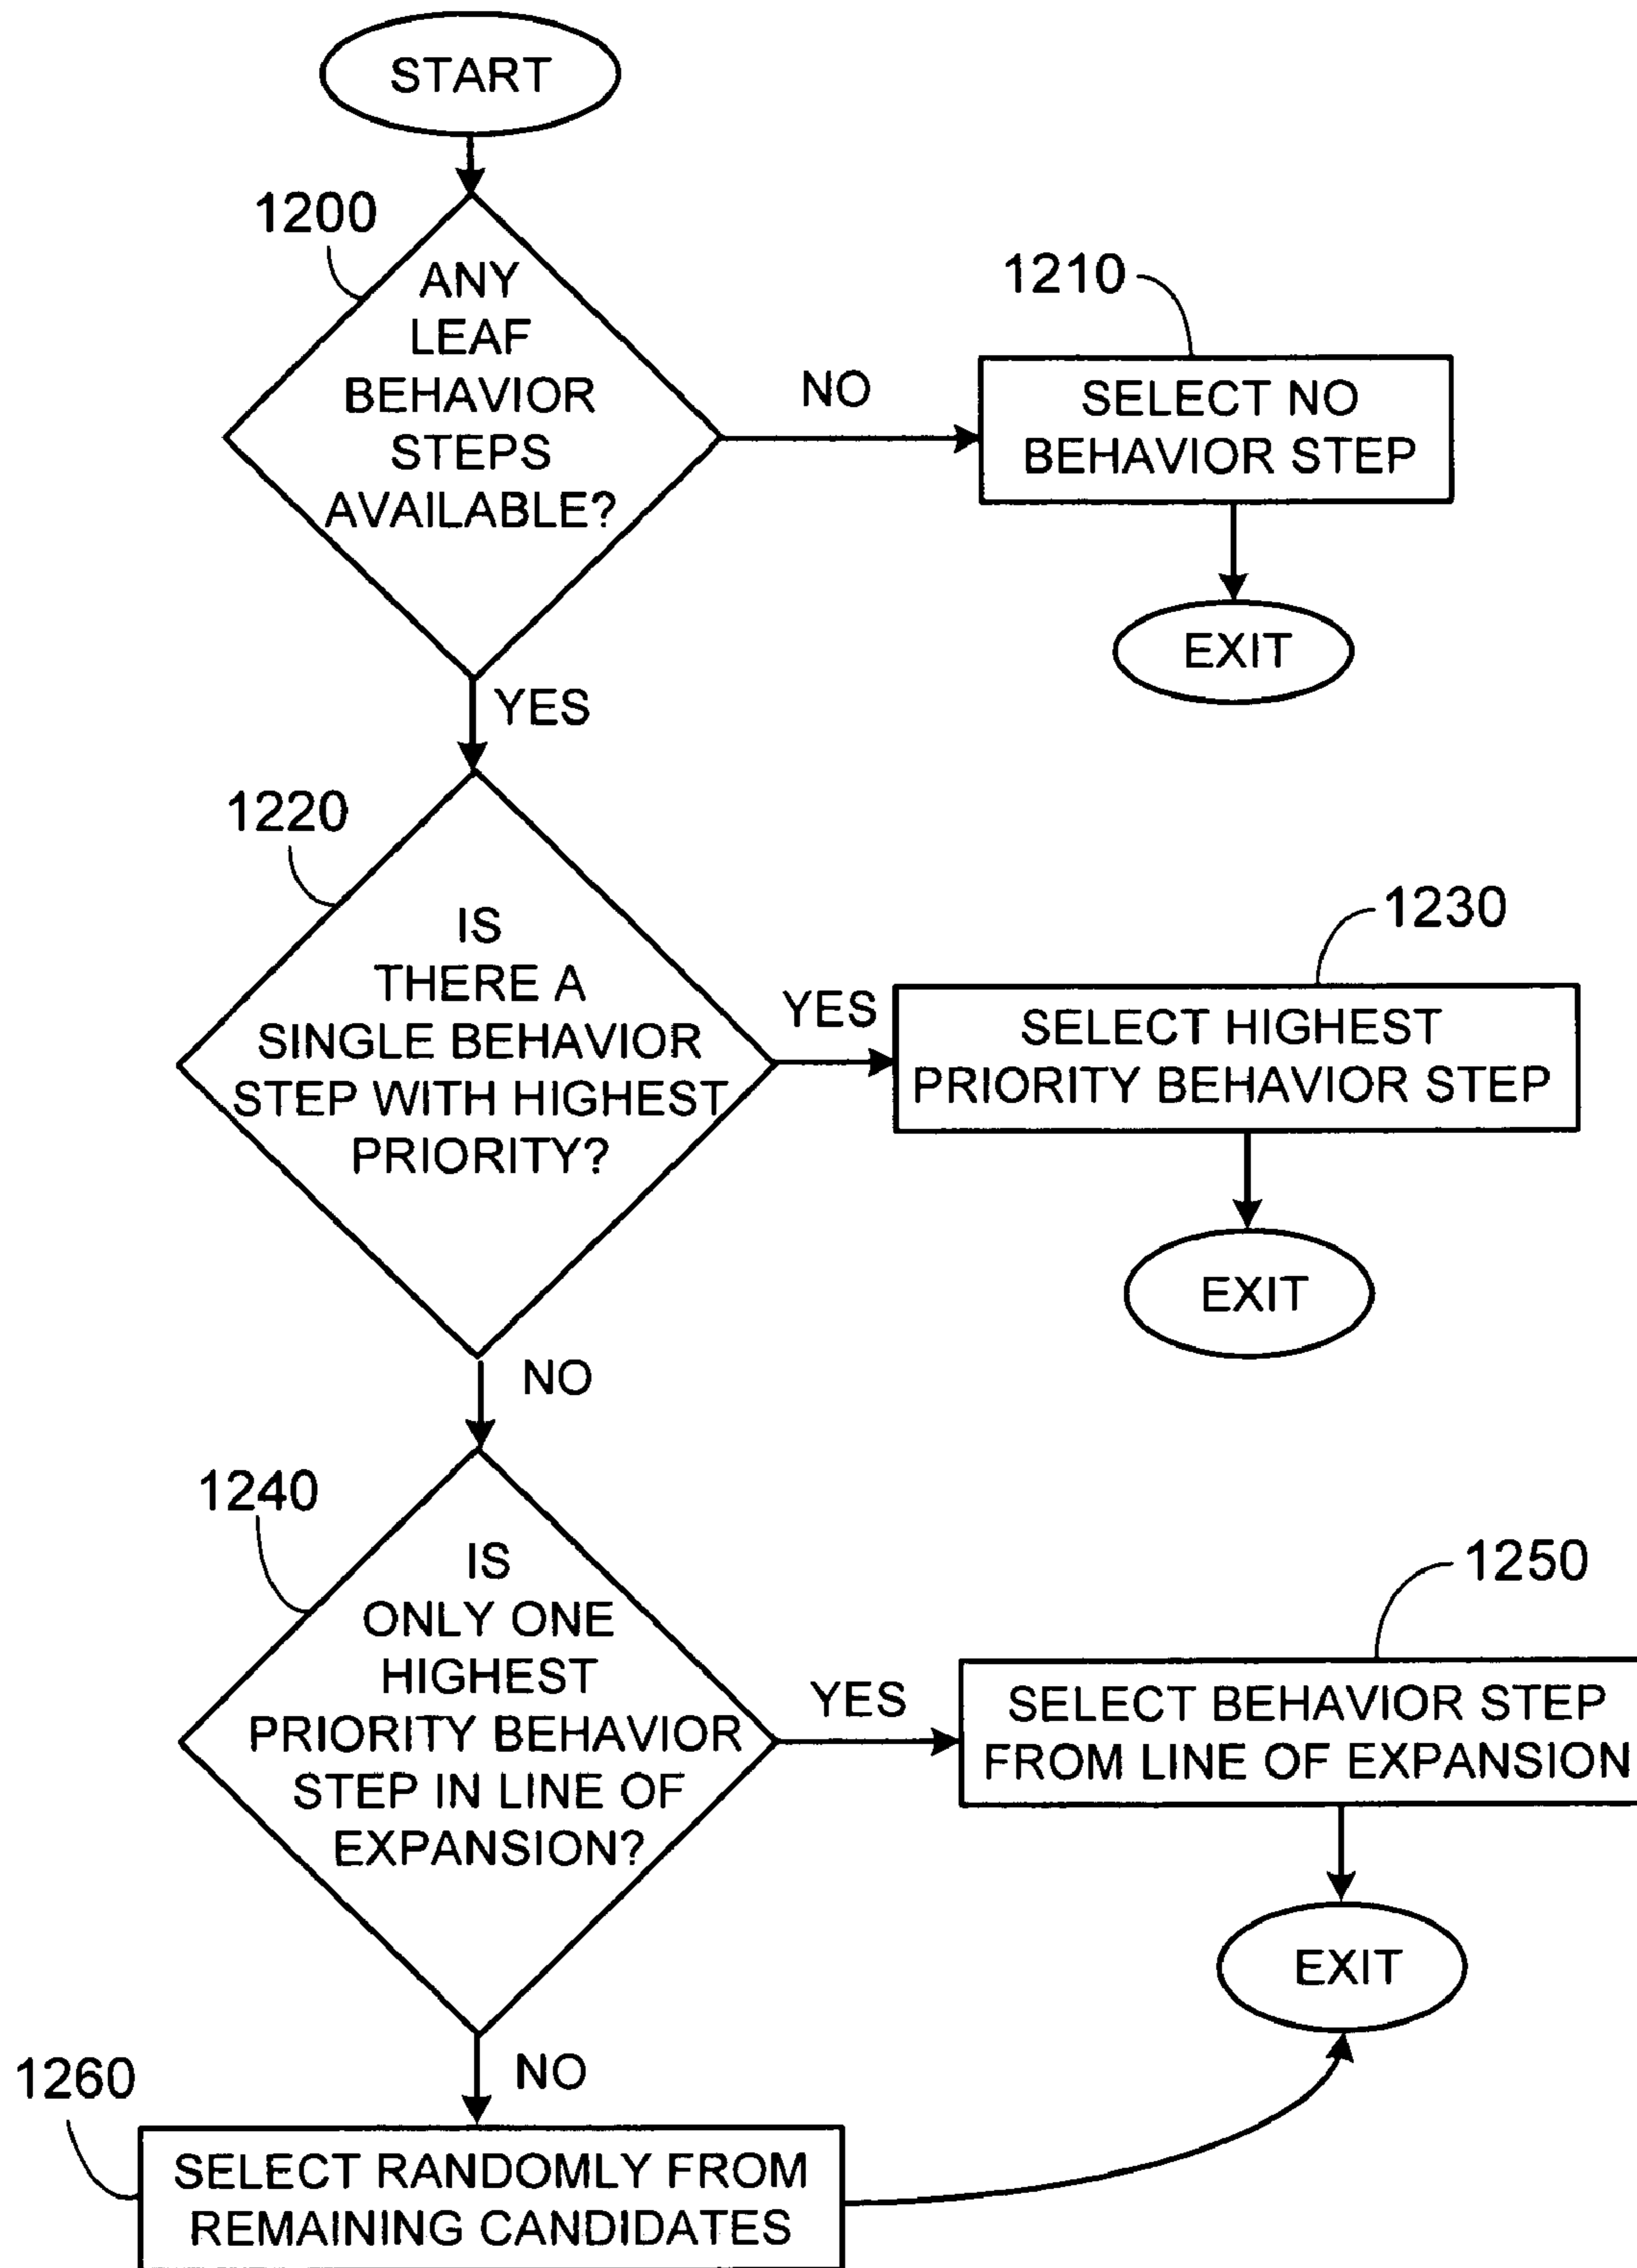 START
1200
ANY
LEAF
BEHAVIOR
STEPS
AVAILABLE?
NO
1210
SELECT NO
BEHAVIOR STEP
EXIT
YES
1220
IS
THERE A
SINGLE BEHAVIOR
STEP WITH HIGHEST
PRIORITY?
YES
1230
SELECT HIGHEST
PRIORITY BEHAVIOR STEP
EXIT
NO
1240
IS
ONLY ONE
HIGHEST
PRIORITY BEHAVIOR
STEP IN LINE OF
EXPANSION?
YES
1250
SELECT BEHAVIOR STEP
FROM LINE OF EXPANSION
EXIT
NO
1260
SELECT RANDOMLY FROM
REMAINING CANDIDATES